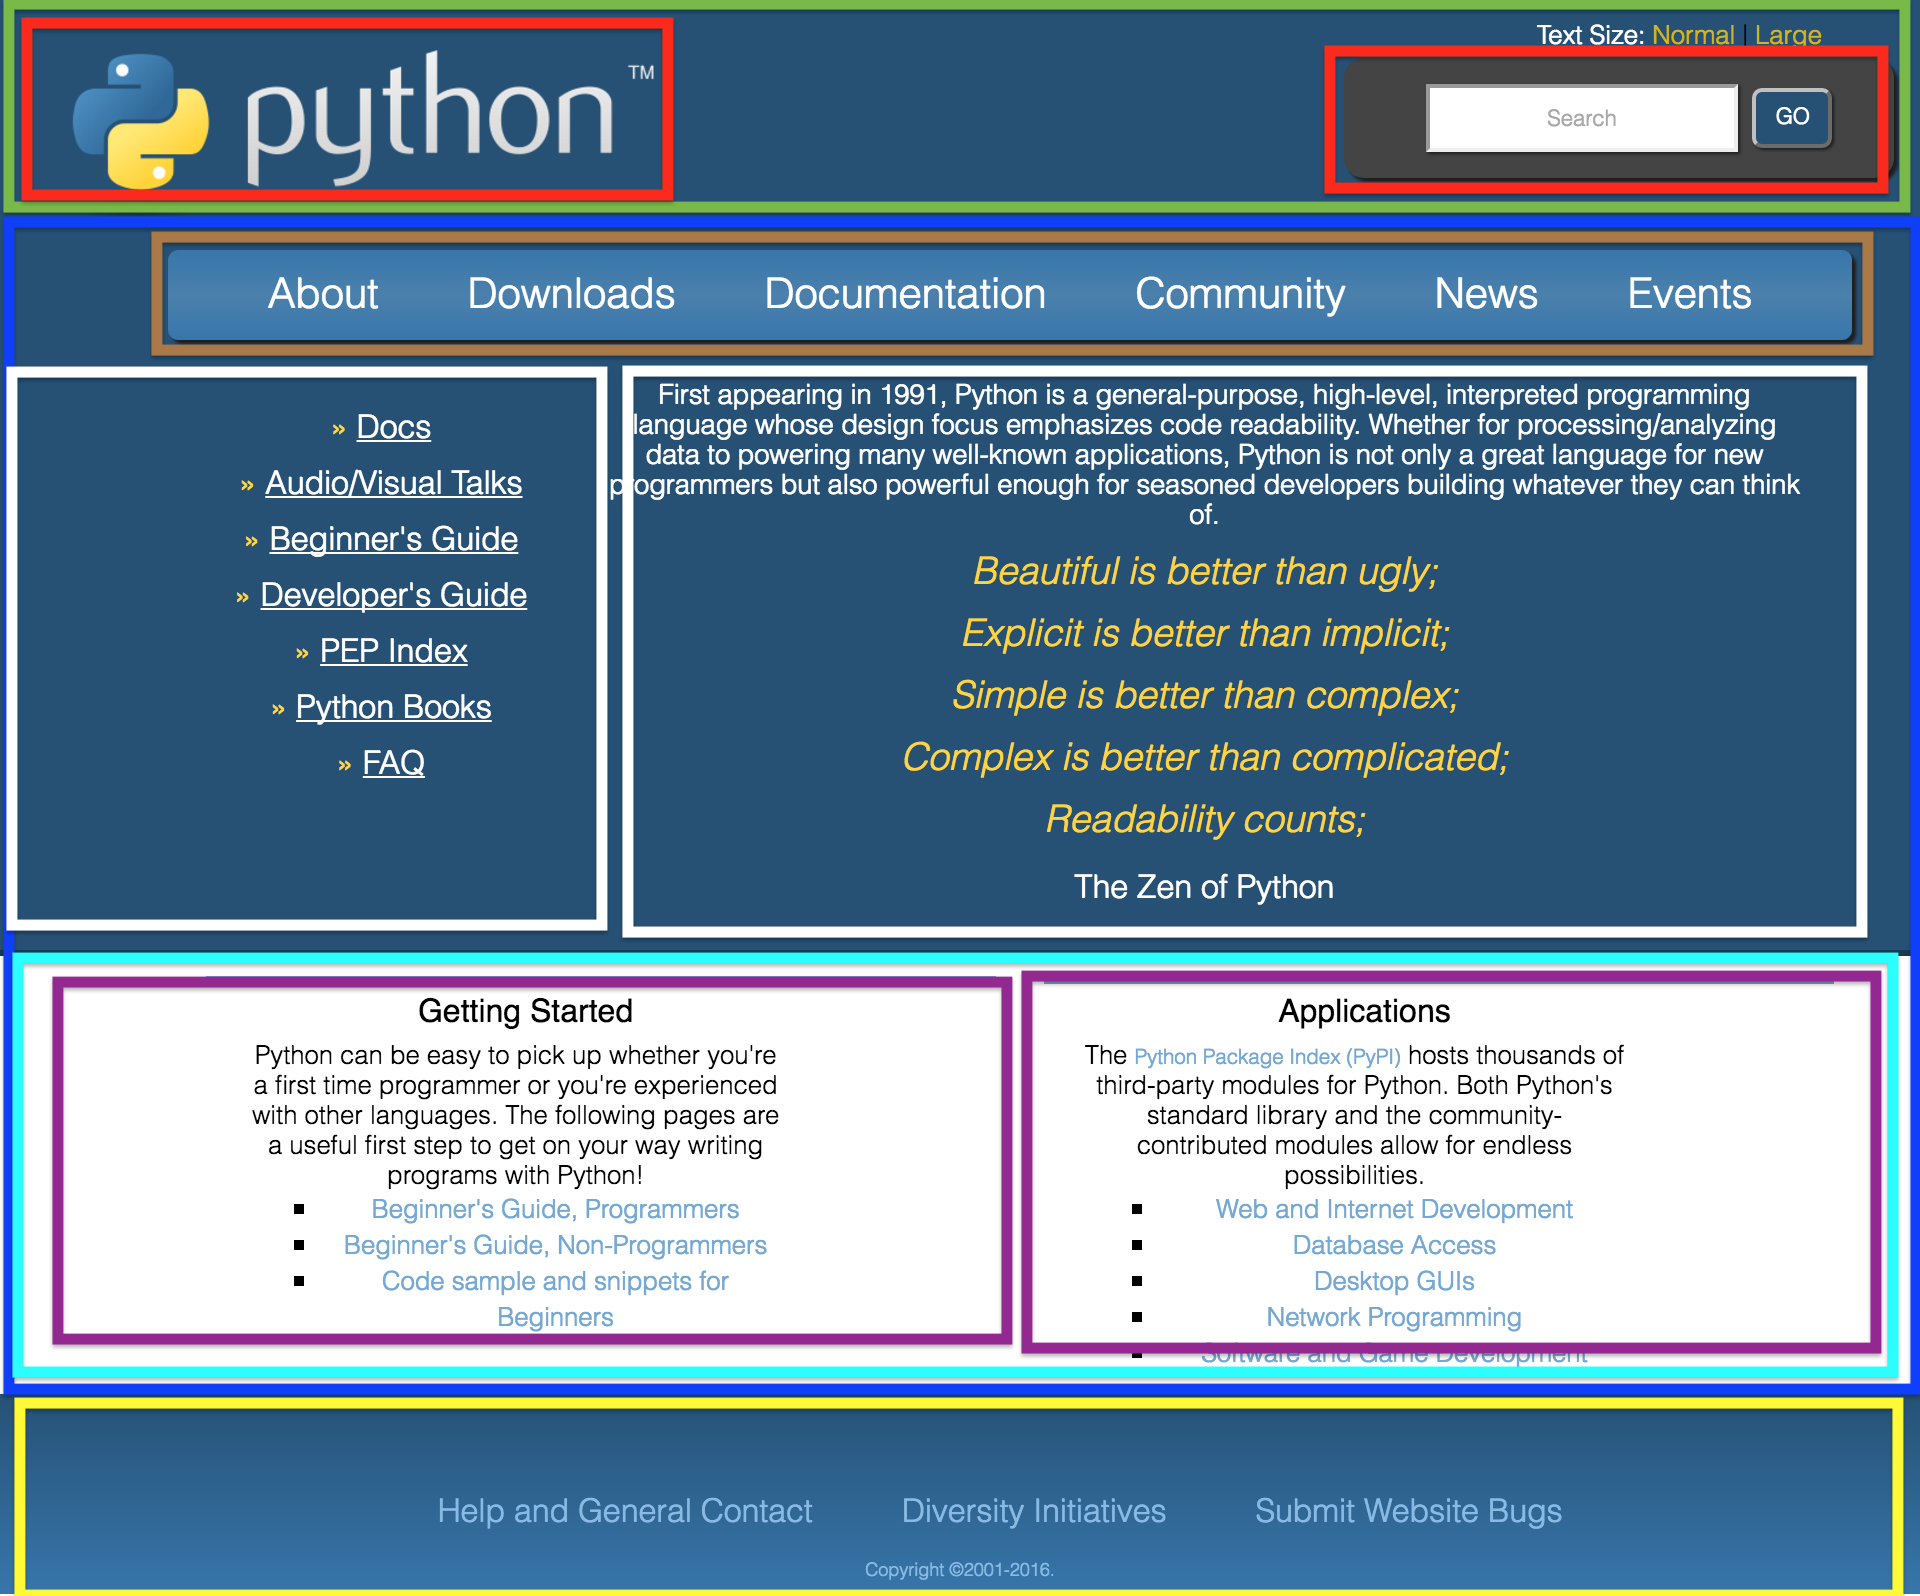 Text Size: Normal | Large
python™
Search
GO
About Downloads Documentation Community News Events
» Docs
» Audio/Visual Talks
» Beginner's Guide
» Developer's Guide
» PEP Index
» Python Books
» FAQ
First appearing in 1991, Python is a general-purpose, high-level, interpreted programming
language whose design focus emphasizes code readability. Whether for processing/analyzing
data to powering many well-known applications, Python is not only a great language for new
programmers but also powerful enough for seasoned developers building whatever they can think
of.
Beautiful is better than ugly;
Explicit is better than implicit;
Simple is better than complex;
Complex is better than complicated;
Readability counts;
The Zen of Python
Getting Started
Python can be easy to pick up whether you're
a first time programmer or you're experienced
with other languages. The following pages are
a useful first step to get on your way writing
programs with Python!
Beginner's Guide, Programmers
Beginner's Guide, Non-Programmers
Code sample and snippets for
Beginners
Applications
The Python Package Index (PyPI) hosts thousands of
third-party modules for Python. Both Python's
standard library and the community-
contributed modules allow for endless
possibilities.
Web and Internet Development
Database Access
Desktop GUIs
Network Programming
Software and Game Development
Help and General Contact Diversity Initiatives Submit Website Bugs
Copyright ©2001-2016.